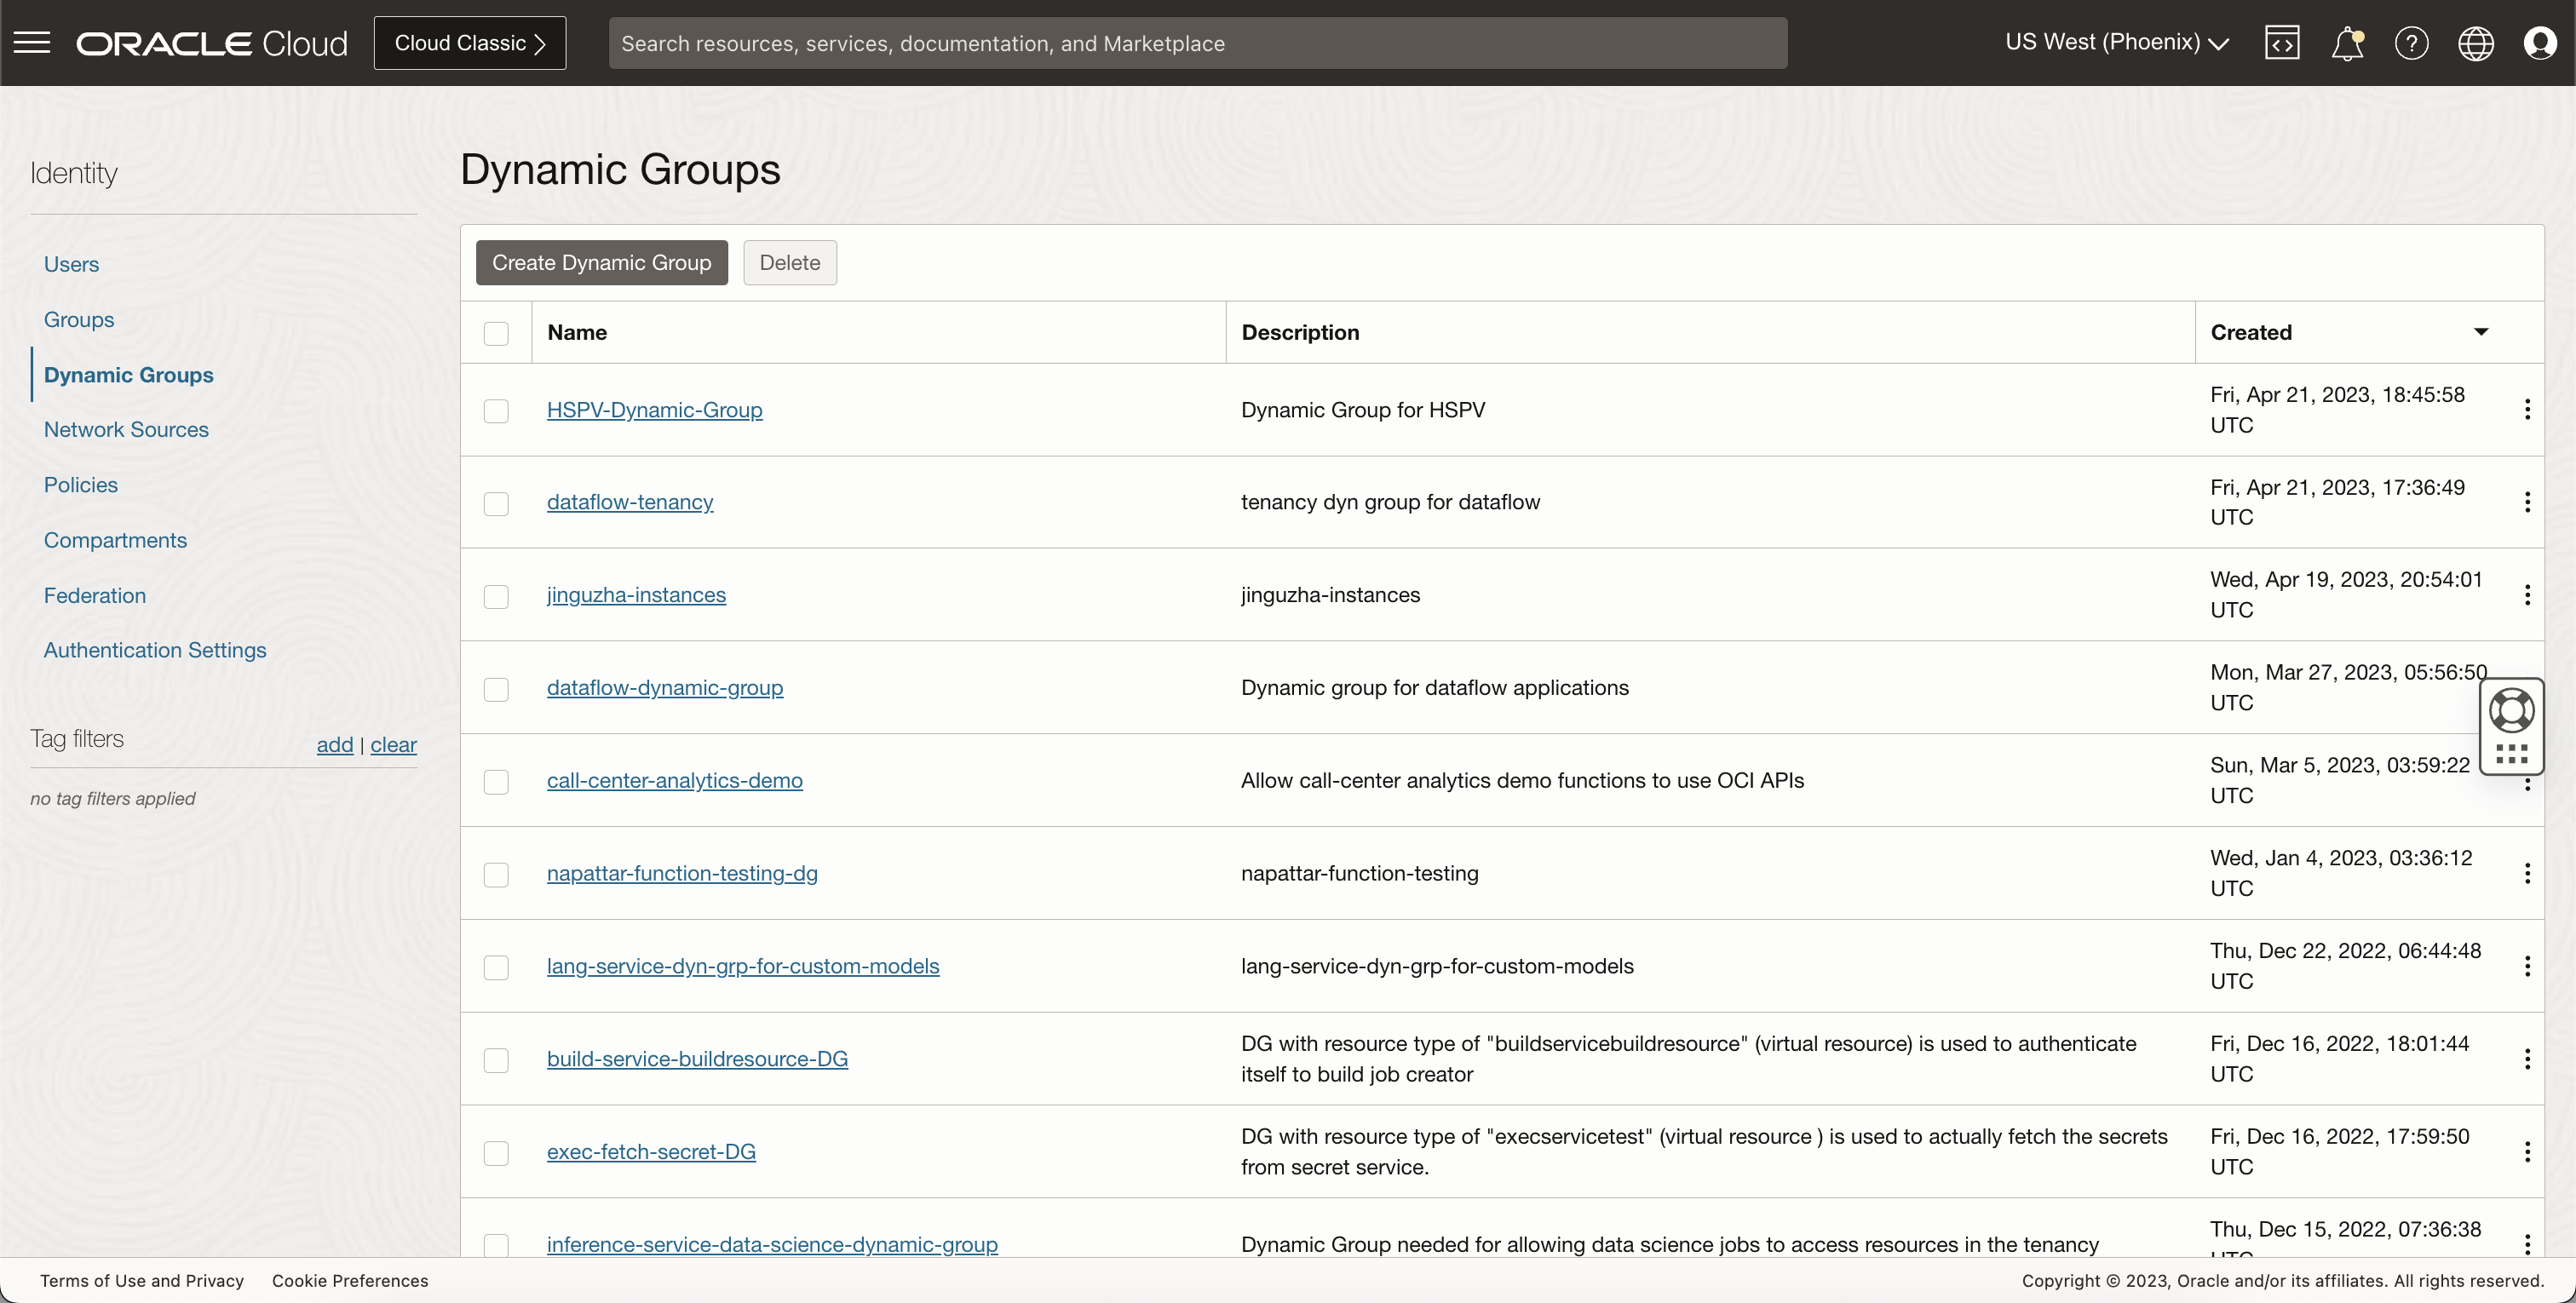 ORACLE Cloud
Cloud Classic
Search resources, services, documentation, and Marketplace
US West (Phoenix)
Identity
Users
Groups
Dynamic Groups
Network Sources
Policies
Compartments
Federation
Authentication Settings
Tag filters
add | clear
no tag filters applied
Dynamic Groups
Create Dynamic Group
Delete
Name Description Created
HSPV-Dynamic-Group
Dynamic Group for HSPV
Fri, Apr 21, 2023, 18:45:58
UTC
dataflow-tenancy
tenancy dyn group for dataflow
Fri, Apr 21, 2023, 17:36:49
UTC
jinguzha-instances
jinguzha-instances
Wed, Apr 19, 2023, 20:54:01
UTC
dataflow-dynamic-group
Dynamic group for dataflow applications
Mon, Mar 27, 2023, 05:56:50
UTC
call-center-analytics-demo
Allow call-center analytics demo functions to use OCI APIs
Sun, Mar 5, 2023, 03:59:22
UTC
napattar-function-testing-dg
napattar-function-testing
Wed, Jan 4, 2023, 03:36:12
UTC
lang-service-dyn-grp-for-custom-models
lang-service-dyn-grp-for-custom-models
Thu, Dec 22, 2022, 06:44:48
UTC
build-service-buildresource-DG
DG with resource type of "buildservicebuildresource" (virtual resource) is used to authenticate
itself to build job creator
Fri, Dec 16, 2022, 18:01:44
UTC
exec-fetch-secret-DG
DG with resource type of "execservicetest" (virtual resource ) is used to actually fetch the secrets
from secret service.
Fri, Dec 16, 2022, 17:59:50
UTC
inference-service-data-science-dynamic-group
Dynamic Group needed for allowing data science jobs to access resources in the tenancy
Thu, Dec 15, 2022, 07:36:38
UTC
Terms of Use and Privacy
Cookie Preferences
Copyright © 2023, Oracle and/or its affiliates. All rights reserved.